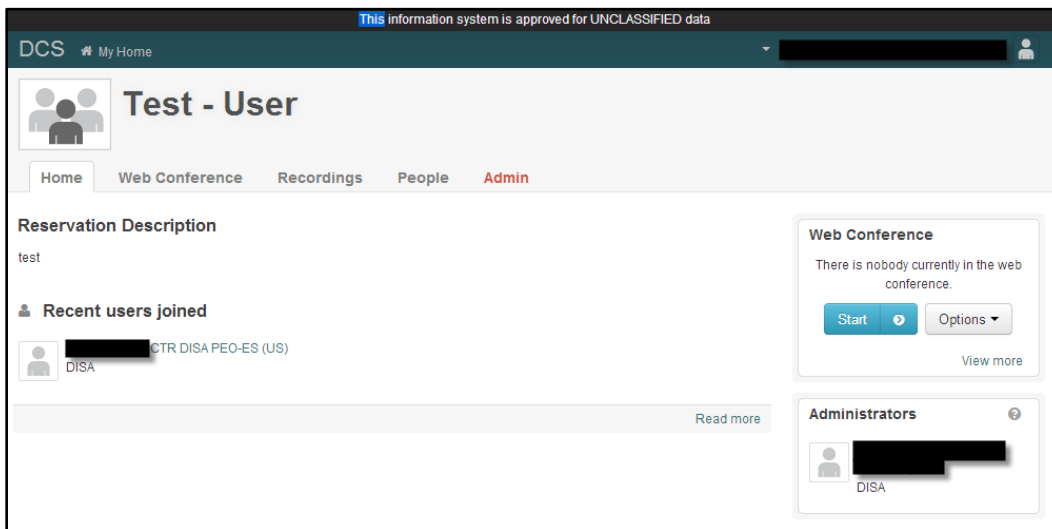 This information system is approved for UNCLASSIFIED data
DCS My Home
Test - User
Home Web Conference Recordings People Admin
Reservation Description
test
Recent users joined
CTR DISA PEO-ES (US)
DISA
Read more
Web Conference
There is nobody currently in the web
conference.
Start Options
View more
Administrators
DISA